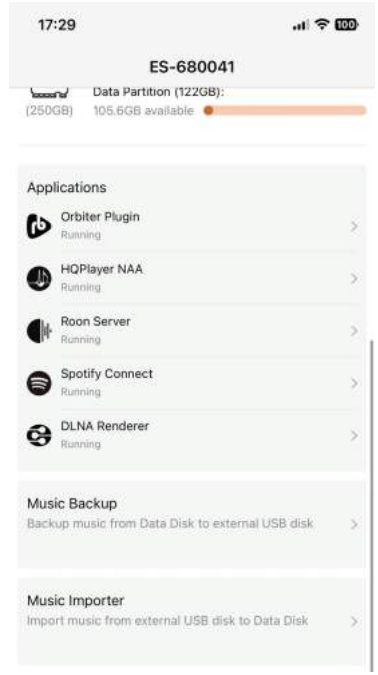 17:29
100
ES-680041
Data Partition (122GB):
(250GB) 105.6GB available
Applications
Orbiter Plugin
Running
HQPlayer NAA
Running
Roon Server
Running
Spotify Connect
Running
DLNA Renderer
Running
Music Backup
Backup music from Data Disk to external USB disk
Music Importer
Import music from external USB disk to Data Disk